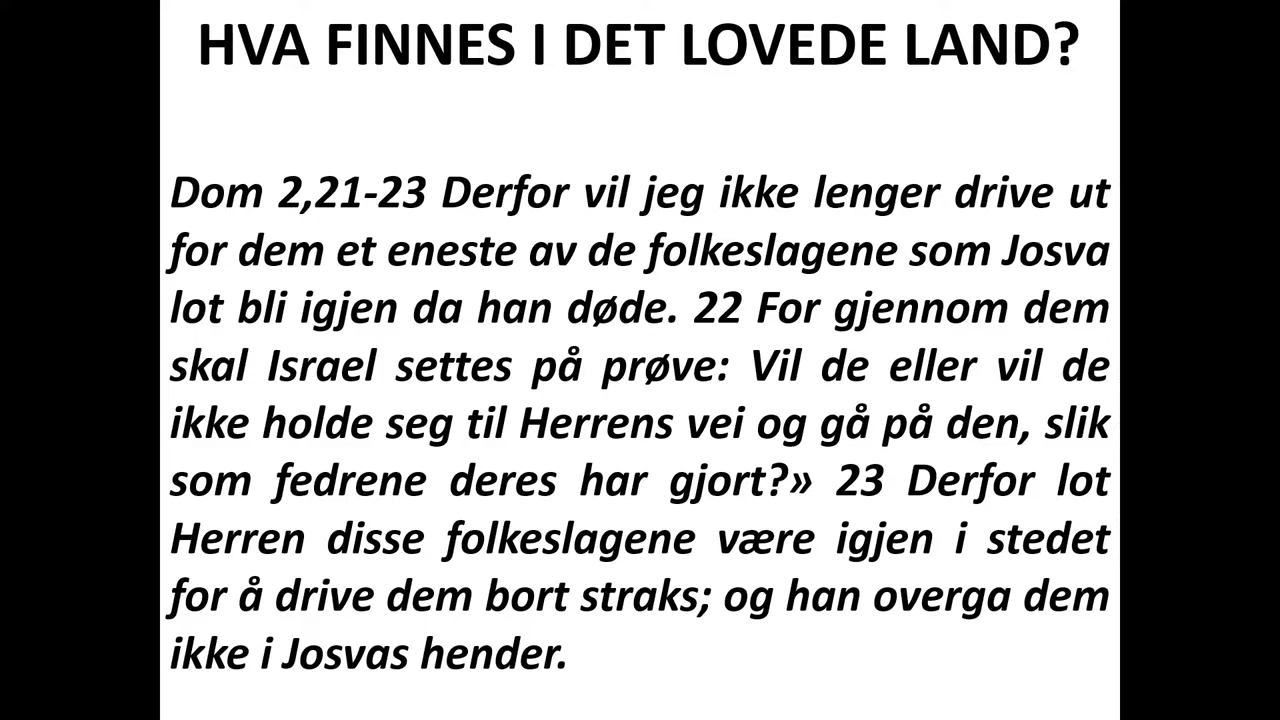 HVA FINNES I DET LOVEDE LAND?
Dom 2,21-23 Derfor vil jeg ikke lenger drive ut
for dem et eneste av de folkeslagene som Josva
lot bli igjen da han døde. 22 For gjennom dem
skal Israel settes på prøve: Vil de eller vil de
ikke holde seg til Herrens vei og gå på den, slik
som fedrene deres har gjort?» 23 Derfor lot
Herren disse folkeslagene være igjen i stedet
for å drive dem bort straks; og han overga dem
ikke i Josvas hender.